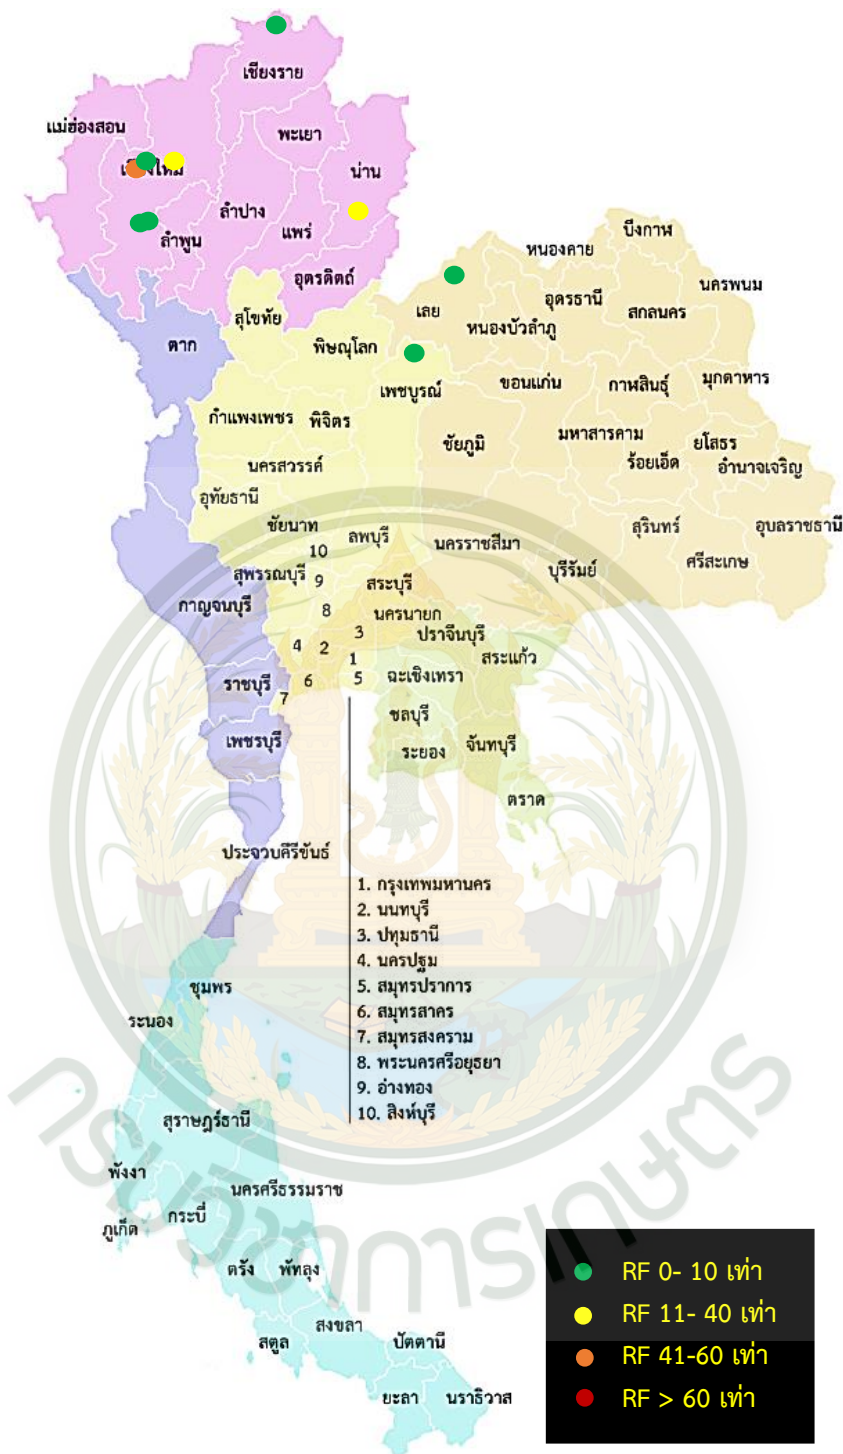 เชียงราย
แม่ฮ่องสอน
พะเยา
เชียงใหม่
น่าน
ลำปาง
ลำพูน
แพร่
อุตรดิตถ์
บึงกาฬ
หนองคาย
นครพนม
เลย
อุดรธานี
สกลนคร
สุโขทัย
หนองบัวลำภู
ตาก
พิษณุโลก
เพชบูรณ์
ขอนแก่น
กาฬสินธุ์
มุกดาหาร
กำแพงเพชร
พิจิตร
ชัยภูมิ
มหาสารคาม
ยโสธร
ร้อยเอ็ด
อำนาจเจริญ
นครสวรรค์
อุทัยธานี
ชัยนาท
ลพบุรี
สุรินทร์
อุบลราชธานี
10
นครราชสีมา
บุรีรัมย์
ศรีสะเกษ
สุพรรณบุรี
9
สระบุรี
กาญจนบุรี
8
นครนายก
3
ปราจีนบุรี
4
2
1
สระแก้ว
ราชบุรี
7
6
5
ฉะเชิงเทรา
ชลบุรี
เพชรบุรี
ระยอง
จันทบุรี
ตราด
ประจวบคีรีขันธ์
1. กรุงเทพมหานคร
2. นนทบุรี
3. ปทุมธานี
4. นครปฐม
5. สมุทรปราการ
6. สมุทรสาคร
7. สมุทรสงคราม
8. พระนครศรีอยุธยา
9. อ่างทอง
10. สิงห์บุรี
ชุมพร
ระนอง
สุราษฎร์ธานี
พังงา
นครศรีธรรมราช
ภูเก็ต
กระบี่
ตรัง
พัทลุง
สตูล
สงขลา
ปัตตานี
ยะลา
นราธิวาส
กรมวิชาการเกษตร
RF 0- 10 เท่า
RF 11- 40 เท่า
RF 41-60 เท่า
RF > 60 เท่า